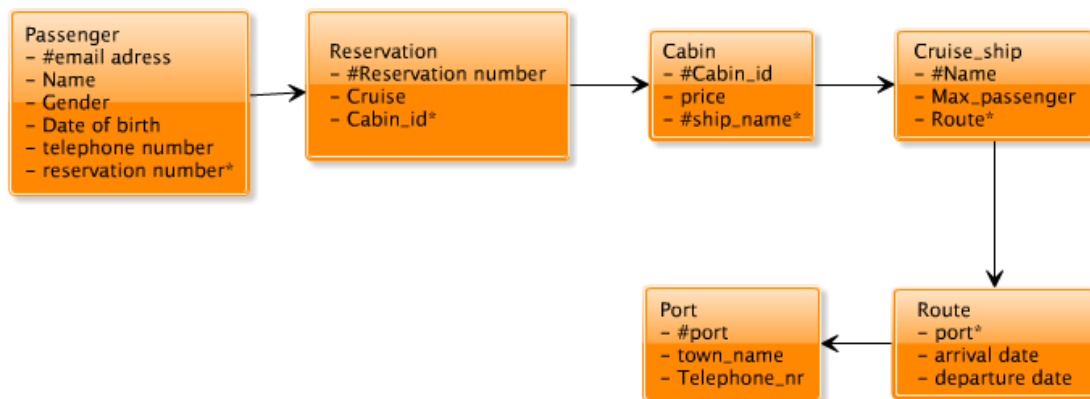 Passenger
- #email adress
- Name
- Gender
- Date of birth
- telephone number
- reservation number*
Reservation
- #Reservation number
- Cruise
- Cabin_id*
Cabin
- #Cabin_id
- price
- #ship_name*
Cruise_ship
- #Name
- Max_passenger
- Route*
Port
- #port
- town_name
- Telephone_nr
Route
- port*
- arrival date
- departure date